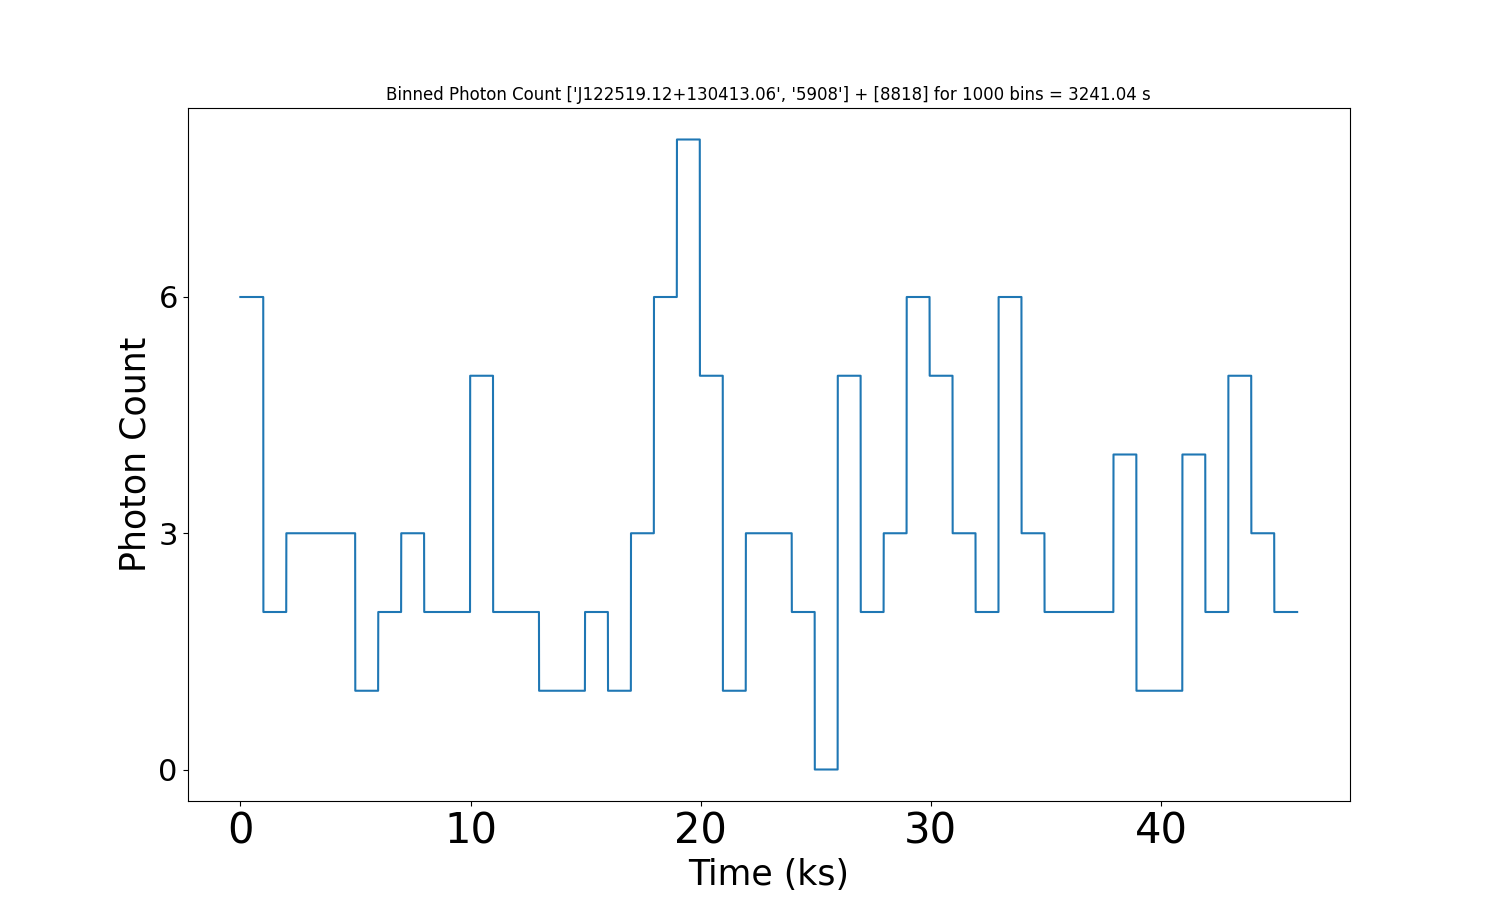 Binned Photon Count ['J122519.12+130413.06', '5908'] + [8818] for 1000 bins = 3241.04 s
Photon Count
6
3
0
0 10 20 30 40
Time (ks)